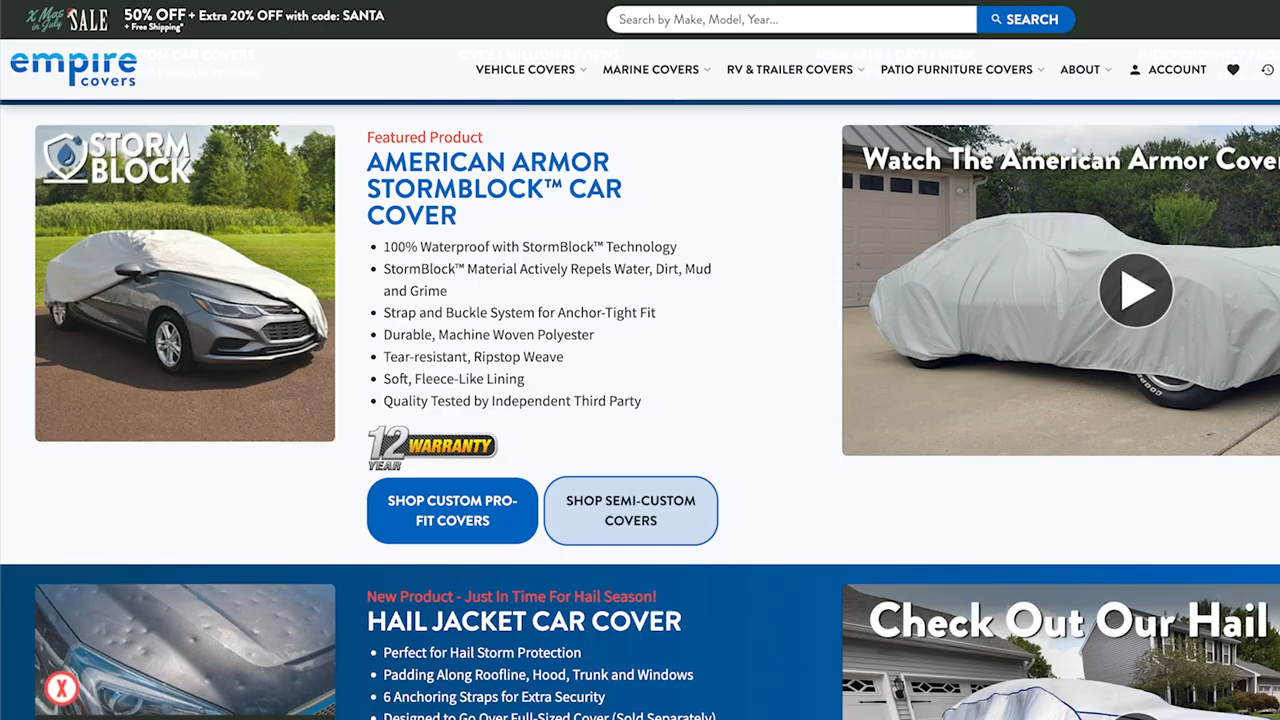 X Mas in July SALE
50% OFF + Extra 20% OFF with code: SANTA
+ Free Shipping*
Search by Make, Model, Year...
SEARCH
empire covers
VEHICLE COVERS
MARINE COVERS
RV & TRAILER COVERS
PATIO FURNITURE COVERS
ABOUT
ACCOUNT
STORM BLOCK
Featured Product
AMERICAN ARMOR
STORMBLOCK™ CAR
COVER
100% Waterproof with StormBlock™ Technology
StormBlock™ Material Actively Repels Water, Dirt, Mud
and Grime
Strap and Buckle System for Anchor-Tight Fit
Durable, Machine Woven Polyester
Tear-resistant, Ripstop Weave
Soft, Fleece-Like Lining
Quality Tested by Independent Third Party
12 YEAR WARRANTY
SHOP CUSTOM PRO-
FIT COVERS
SHOP SEMI-CUSTOM
COVERS
Watch The American Armor Cove
New Product - Just In Time For Hail Season!
HAIL JACKET CAR COVER
Perfect for Hail Storm Protection
Padding Along Roofline, Hood, Trunk and Windows
6 Anchoring Straps for Extra Security
Designed to Go Over Full-Sized Cover (Sold Separately)
Check Out Our Hail
X